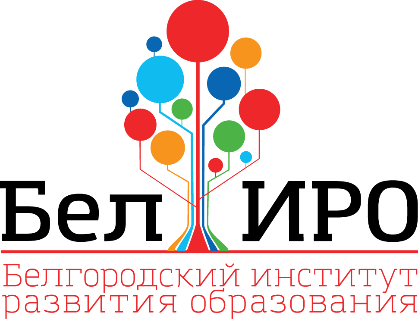 Бел ИРО
Белгородский институт
развития образования